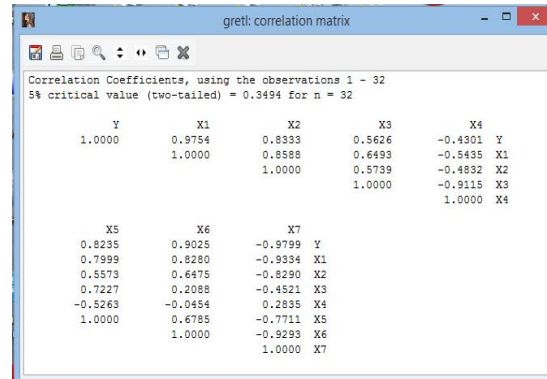 gretl: correlation matrix
Correlation Coefficients, using the observations 1 - 32
5% critical value (two-tailed) = 0.3494 for n = 32
Y X1 X2 X3 X4
1.0000 0.9754 0.8333 0.5626 -0.4301 Y
1.0000 0.8588 0.6493 -0.5435 X1
1.0000 0.5739 -0.4832 X2
1.0000 -0.9115 X3
1.0000 X4
X5 X6 X7
0.8235 0.9025 -0.9799 Y
0.7999 0.8280 -0.9334 X1
0.5573 0.6475 -0.8290 X2
0.7227 0.2088 -0.4521 X3
-0.5263 -0.0454 0.2835 X4
1.0000 0.6785 -0.7711 X5
1.0000 -0.9293 X6
1.0000 X7